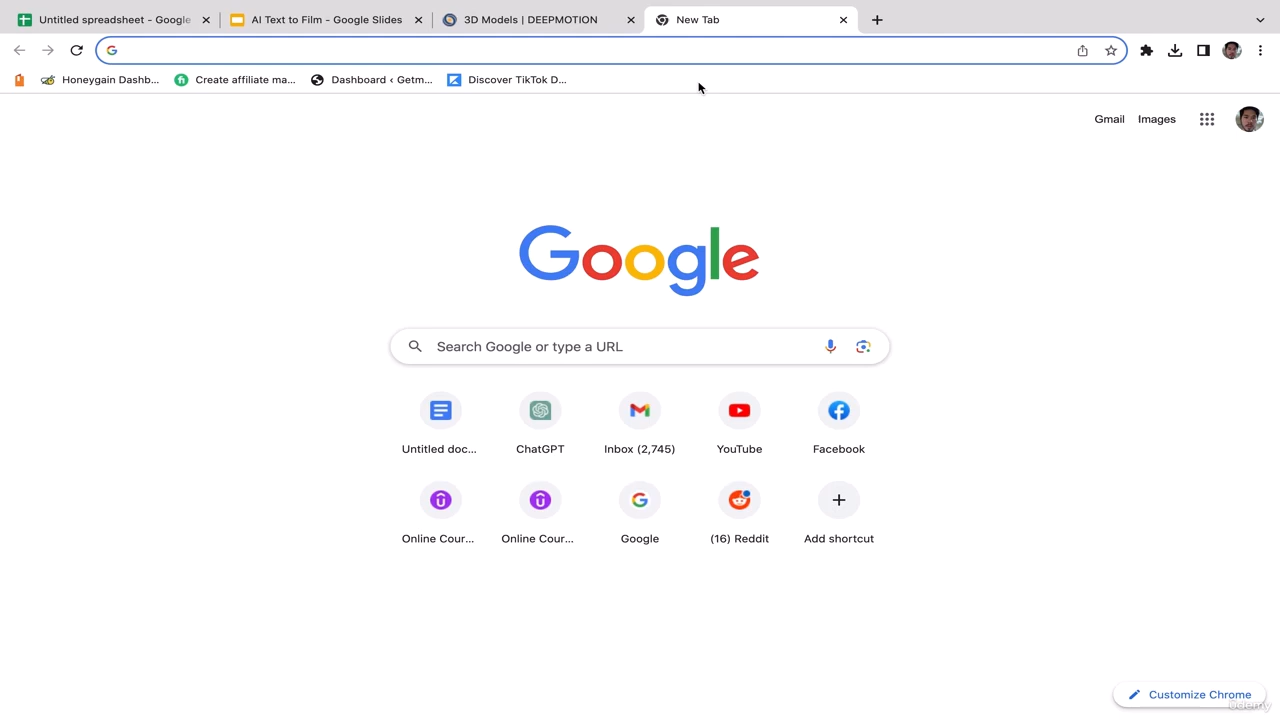 Untitled spreadsheet - Google
AI Text to Film - Google Slides
3D Models | DEEPMOTION
New Tab
Honeygain Dashb...
Create affiliate ma...
Dashboard ‹ Getm...
Discover TikTok D...
Gmail
Images
Google
Search Google or type a URL
Untitled doc...
ChatGPT
Inbox (2,745)
YouTube
Facebook
Online Cour...
Online Cour...
Google
(16) Reddit
Add shortcut
Customize Chrome
udemy